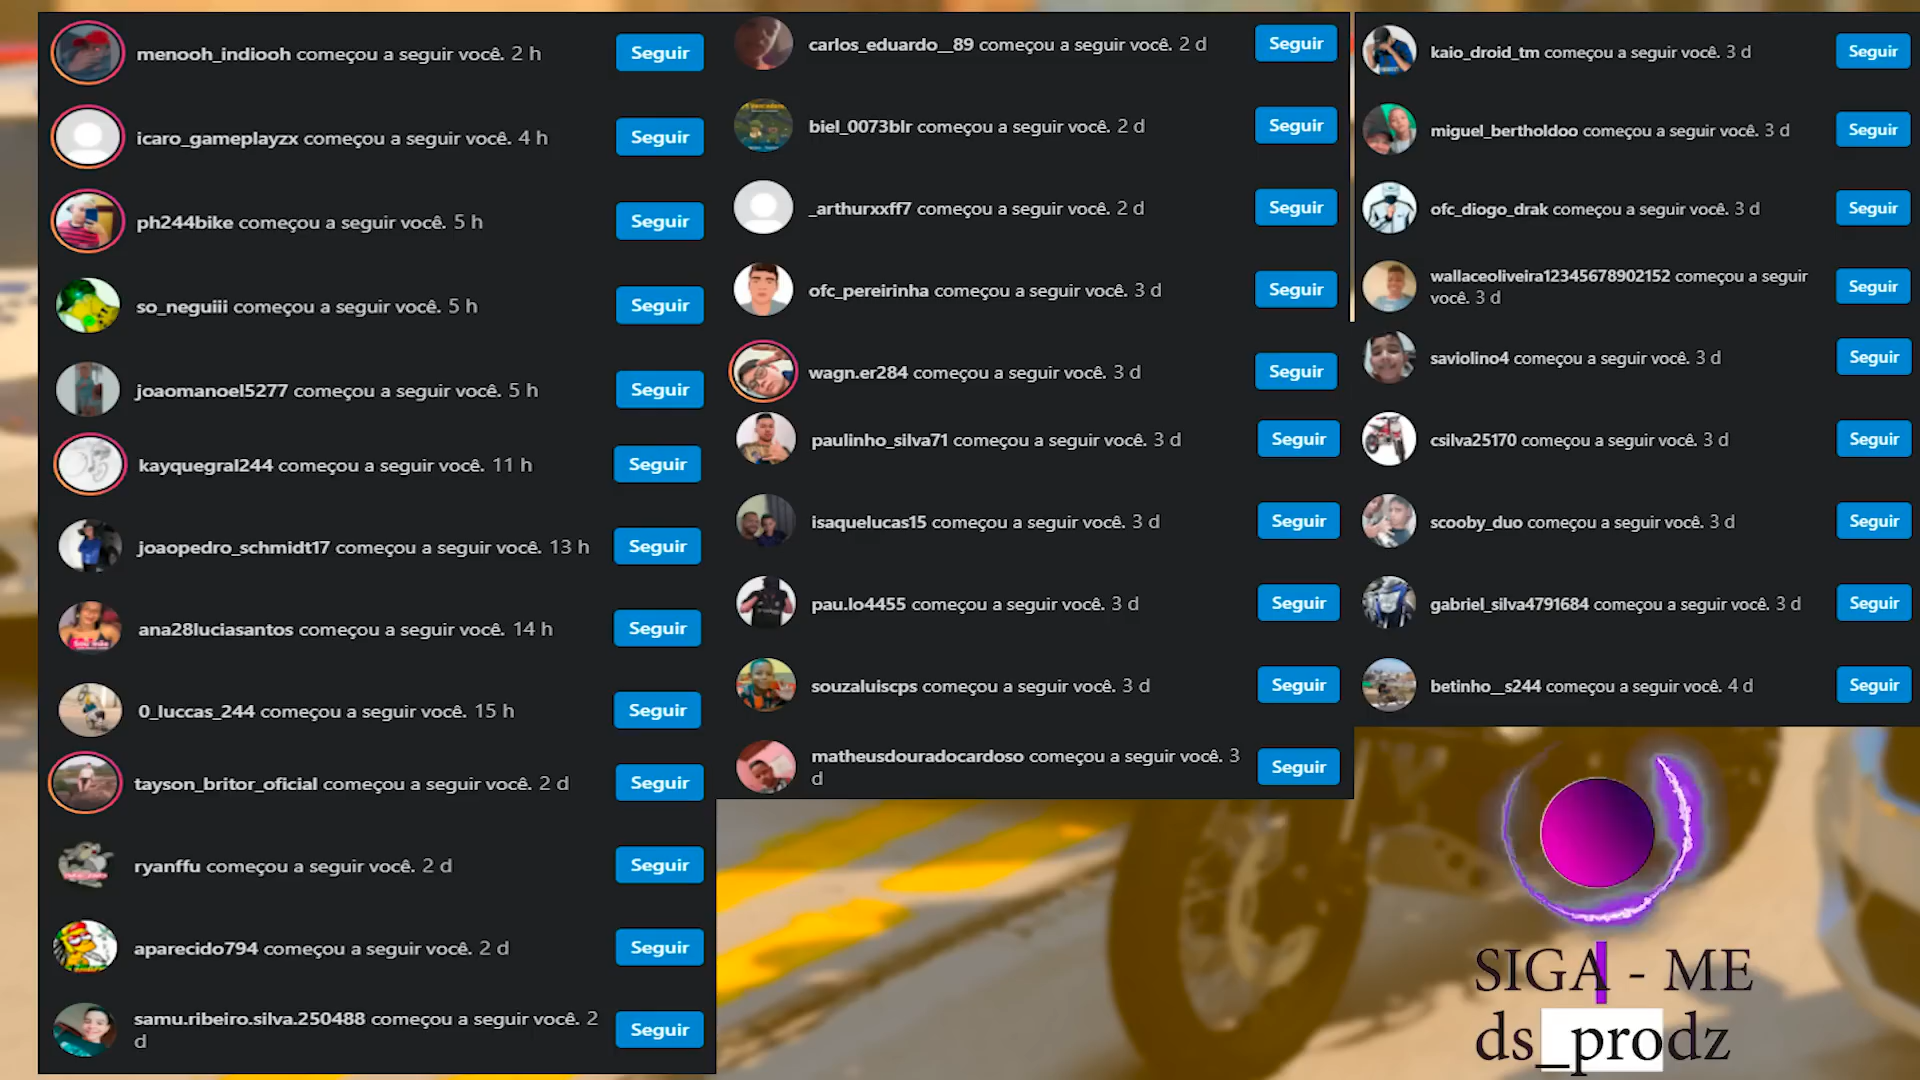 menooh_indiooh começou a seguir você. 2 h Seguir
icaro_gameplayzx começou a seguir você. 4 h Seguir
ph244bike começou a seguir você. 5 h Seguir
so_neguiii começou a seguir você. 5 h Seguir
joaomanoel5277 começou a seguir você. 5 h Seguir
kayquegral244 começou a seguir você. 11 h Seguir
joaopedro_schmidt17 começou a seguir você. 13 h Seguir
ana28luciasantos começou a seguir você. 14 h Seguir
0_luccas_244 começou a seguir você. 15 h Seguir
tayson_britor_oficial começou a seguir você. 2 d Seguir
ryanffu começou a seguir você. 2 d Seguir
aparecido794 começou a seguir você. 2 d Seguir
samu.ribeiro.silva.250488 começou a seguir você. 2
d Seguir
carlos_eduardo__89 começou a seguir você. 2 d Seguir
biel_0073blr começou a seguir você. 2 d Seguir
_arthurxxff7 começou a seguir você. 2 d Seguir
ofc_pereirinha começou a seguir você. 3 d Seguir
wagn.er284 começou a seguir você. 3 d Seguir
paulinho_silva71 começou a seguir você. 3 d Seguir
isaquelucas15 começou a seguir você. 3 d Seguir
pau.lo4455 começou a seguir você. 3 d Seguir
souzaluiscps começou a seguir você. 3 d Seguir
matheusdouradocardoso começou a seguir você. 3
d Seguir
kaio_droid_tm começou a seguir você. 3 d Seguir
miguel_bertholdoo começou a seguir você. 3 d Seguir
ofc_diogo_drak começou a seguir você. 3 d Seguir
wallaceoliveira12345678902152 começou a seguir
você. 3 d Seguir
saviolino4 começou a seguir você. 3 d Seguir
csilva25170 começou a seguir você. 3 d Seguir
scooby_duo começou a seguir você. 3 d Seguir
gabriel_silva4791684 começou a seguir você. 3 d Seguir
betinho__s244 começou a seguir você. 4 d Seguir
SIGA - ME
ds_prodz